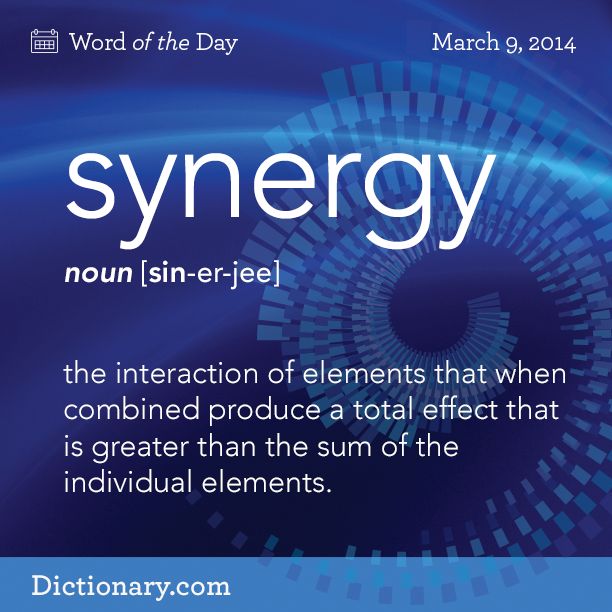 Word of the Day
March 9, 2014
synergy
noun [sin-er-jee]
the interaction of elements that when
combined produce a total effect that
is greater than the sum of the
individual elements.
Dictionary.com